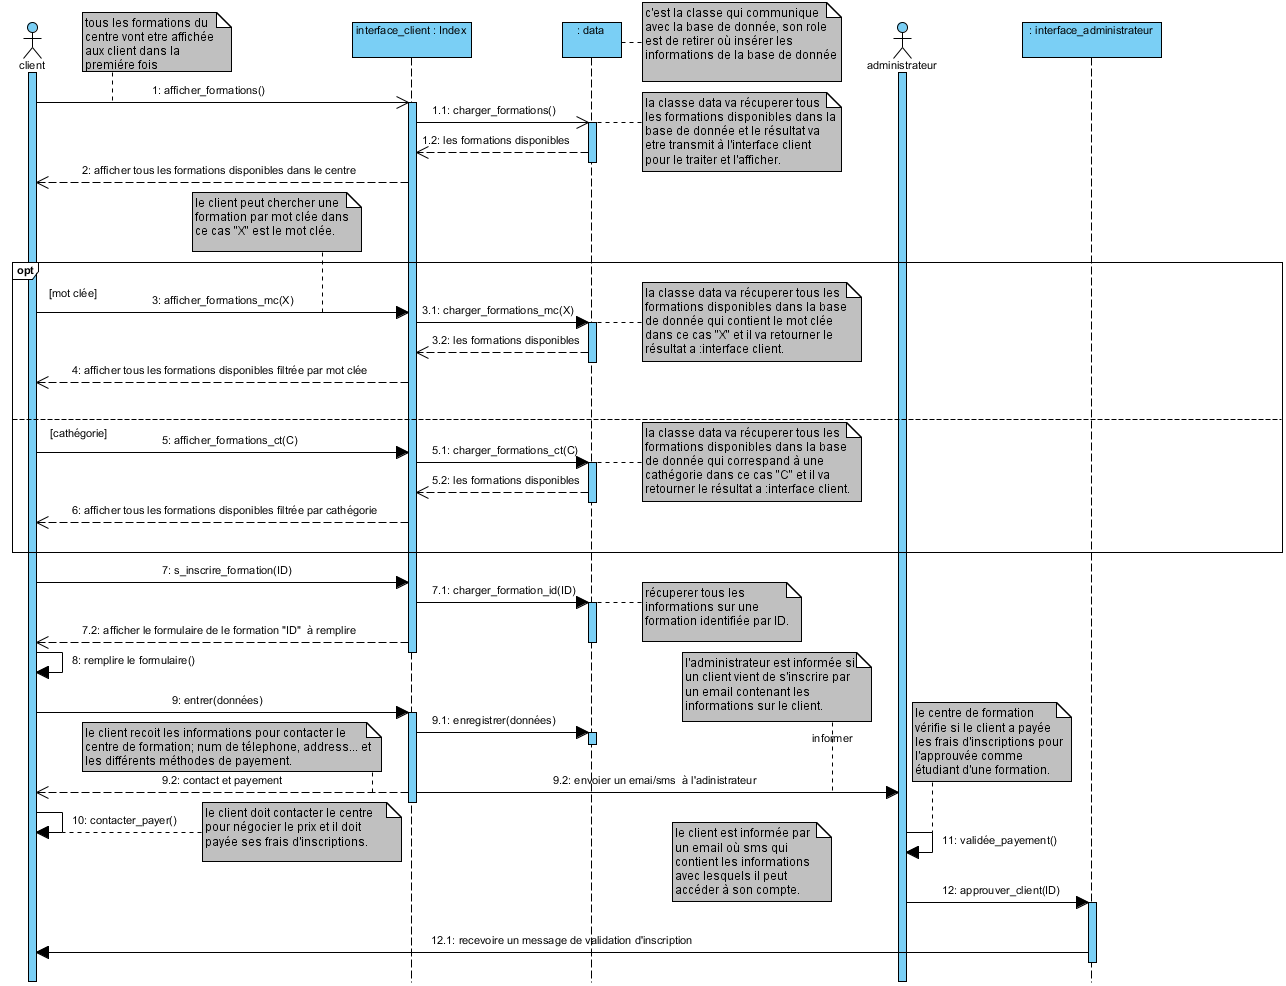 tous les formations du
centre vont etre affichée
aux client dans la
premiére fois
interface_client : Index
: data
c'est la classe qui communique
avec la base de donnée, son role
est de retirer où insérer les
informations de la base de donnée
: interface_administrateur
client
administrateur
1: afficher_formations()
1.1: charger_formations()
la classe data va récuperer tous
les formations disponibles dans la
base de donnée et le résultat va
etre transmit à l'interface client
pour le traiter et l'afficher.
1.2: les formations disponibles
2: afficher tous les formations disponibles dans le centre
le client peut chercher une
formation par mot clée dans
ce cas "X" est le mot clée.
opt
[mot clée]
3: afficher_formations_mc(X)
3.1: charger_formations_mc(X)
la classe data va récuperer tous les
formations disponibles dans la base
de donnée qui contient le mot clée
dans ce cas "X" et il va retourner le
résultat a :interface client.
3.2: les formations disponibles
4: afficher tous les formations disponibles filtrée par mot clée
[cathégorie]
5: afficher_formations_ct(C)
5.1: charger_formations_ct(C)
la classe data va récuperer tous les
formations disponibles dans la base
de donnée qui correspand à une
cathégorie dans ce cas "C" et il va
retourner le résultat a :interface client.
5.2: les formations disponibles
6: afficher tous les formations disponibles filtrée par cathégorie
7: s_inscrire_formation(ID)
7.1: charger_formation_id(ID)
récuperer tous les
informations sur une
formation identifiée par ID.
7.2: afficher le formulaire de le formation "ID" à remplire
8: remplire le formulaire()
l'administrateur est informée si
un client vient de s'inscrire par
un email contenant les
informations sur le client.
9: entrer(données)
9.1: enregistrer(données)
le client recoit les informations pour contacter le
centre de formation; num de télephone, address... et
les différents méthodes de payement.
informer
le centre de formation
vérifie si le client a payée
les frais d'inscriptions pour
l'approuvée comme
étudiant d'une formation.
9.2: contact et payement
9.2: envoier un emai/sms à l'adinistrateur
10: contacter_payer()
le client doit contacter le centre
pour négocier le prix et il doit
payée ses frais d'inscriptions.
le client est informée par
un email où sms qui
contient les informations
avec lesquels il peut
accéder à son compte.
11: validée_payement()
12: approuver_client(ID)
12.1: recevoire un message de validation d'inscription